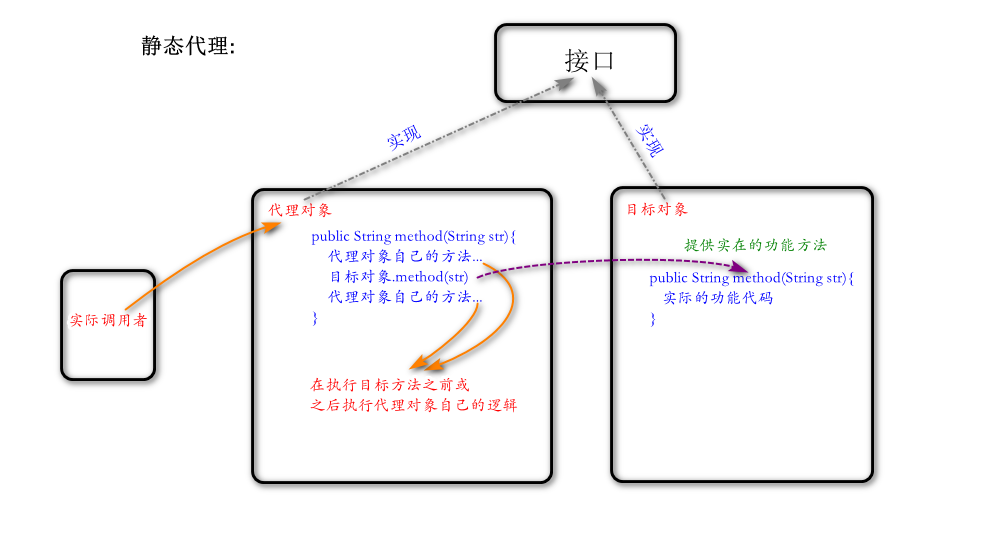 静态代理:
接口
实现
实现
代理对象
public String method(String str){
代理对象自己的方法...
目标对象.method(str)
代理对象自己的方法...
}
在执行目标方法之前或
之后执行代理对象自己的逻辑
目标对象
提供实在的功能方法
public String method(String str){
实际的功能代码
}
实际调用者